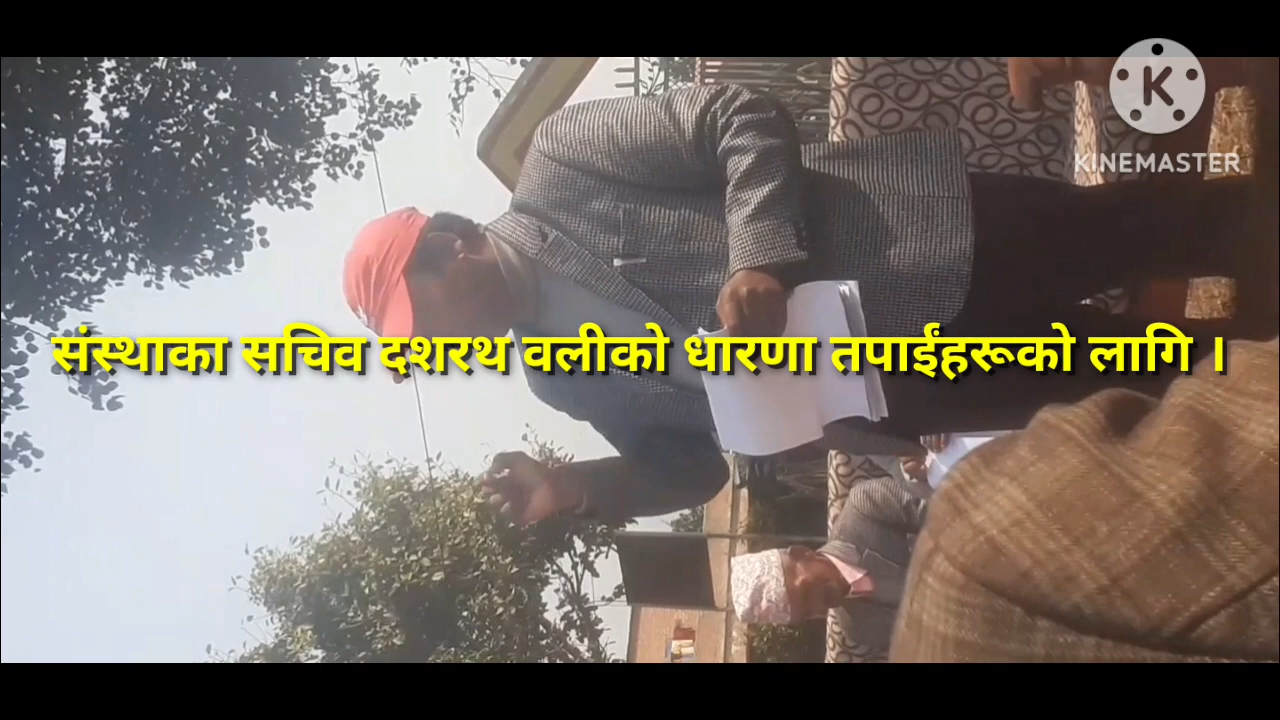 KINEMASTER
संस्थाका सचिव दशरथ वलीको धारणा तपाईंहरूको लागि ।